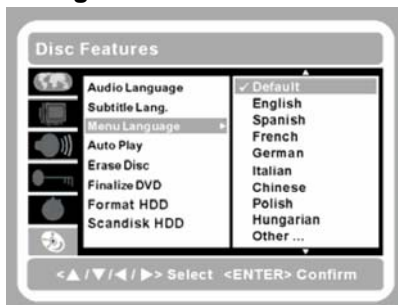 Disc Features
Audio Language
Subtitle Lang.
Menu Language
Auto Play
Erase Disc
Finalize DVD
Format HDD
Scandisk HDD
✓ Default
English
Spanish
French
German
Italian
Chinese
Polish
Hungarian
Other ...
<▲ / ▼ / ◀ / ▶> Select <ENTER> Confirm